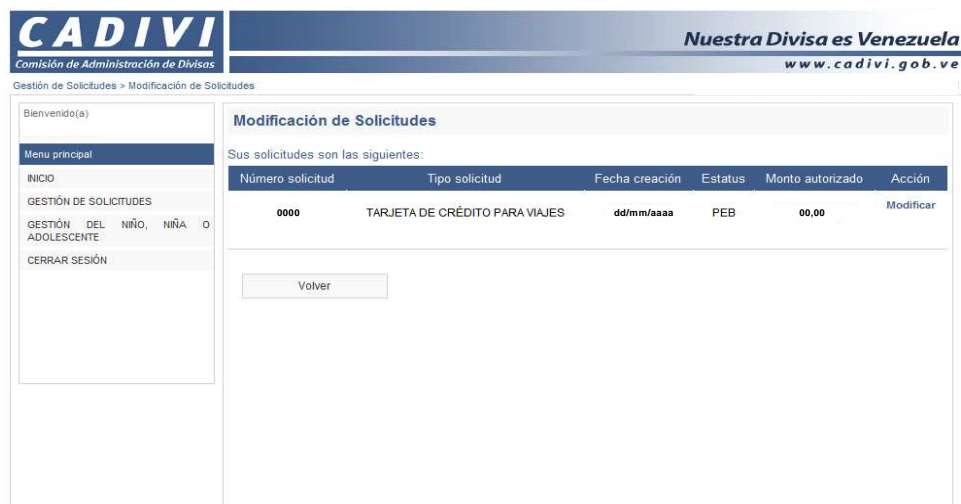 CADIVI
Comisión de Administración de Divisas
Nuestra Divisa es Venezuela
www.cadivi.gob.ve
Gestión de Solicitudes > Modificación de Solicitudes
Bienvenido(a)
Menu principal
INICIO
GESTIÓN DE SOLICITUDES
GESTIÓN DEL NIÑO, NIÑA O
ADOLESCENTE
CERRAR SESIÓN
Modificación de Solicitudes
Sus solicitudes son las siguientes:
Número solicitud Tipo solicitud Fecha creación Estatus Monto autorizado Acción
0000 TARJETA DE CRÉDITO PARA VIAJES dd/mm/aaaa PEB 00,00 Modificar
Volver